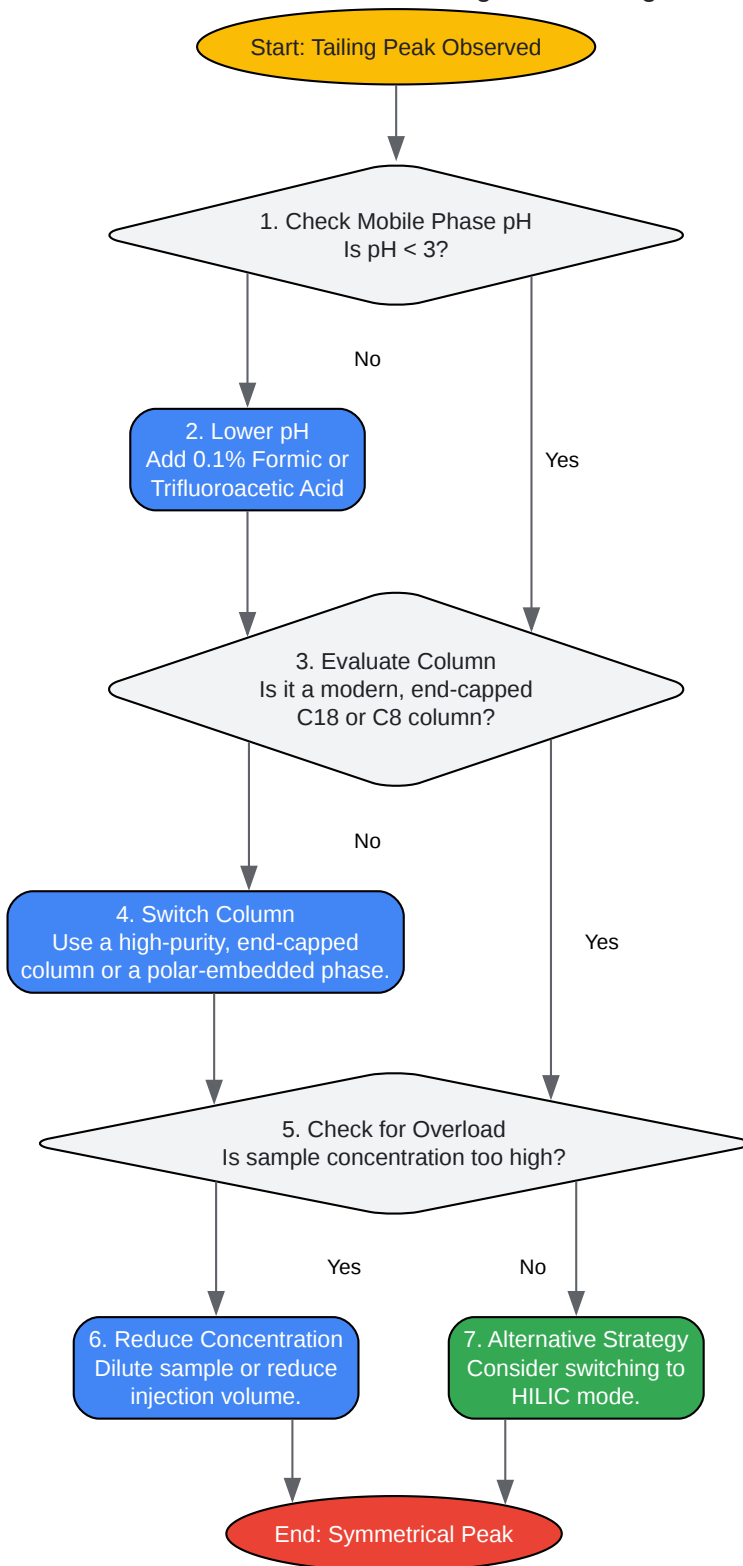 Start: Tailing Peak Observed
1. Check Mobile Phase pH
Is pH < 3?
No
2. Lower pH
Add 0.1% Formic or
Trifluoroacetic Acid
Yes
3. Evaluate Column
Is it a modern, end-capped
C18 or C8 column?
No
4. Switch Column
Use a high-purity, end-capped
column or a polar-embedded phase.
Yes
5. Check for Overload
Is sample concentration too high?
Yes
No
6. Reduce Concentration
Dilute sample or reduce
injection volume.
7. Alternative Strategy
Consider switching to
HILIC mode.
End: Symmetrical Peak